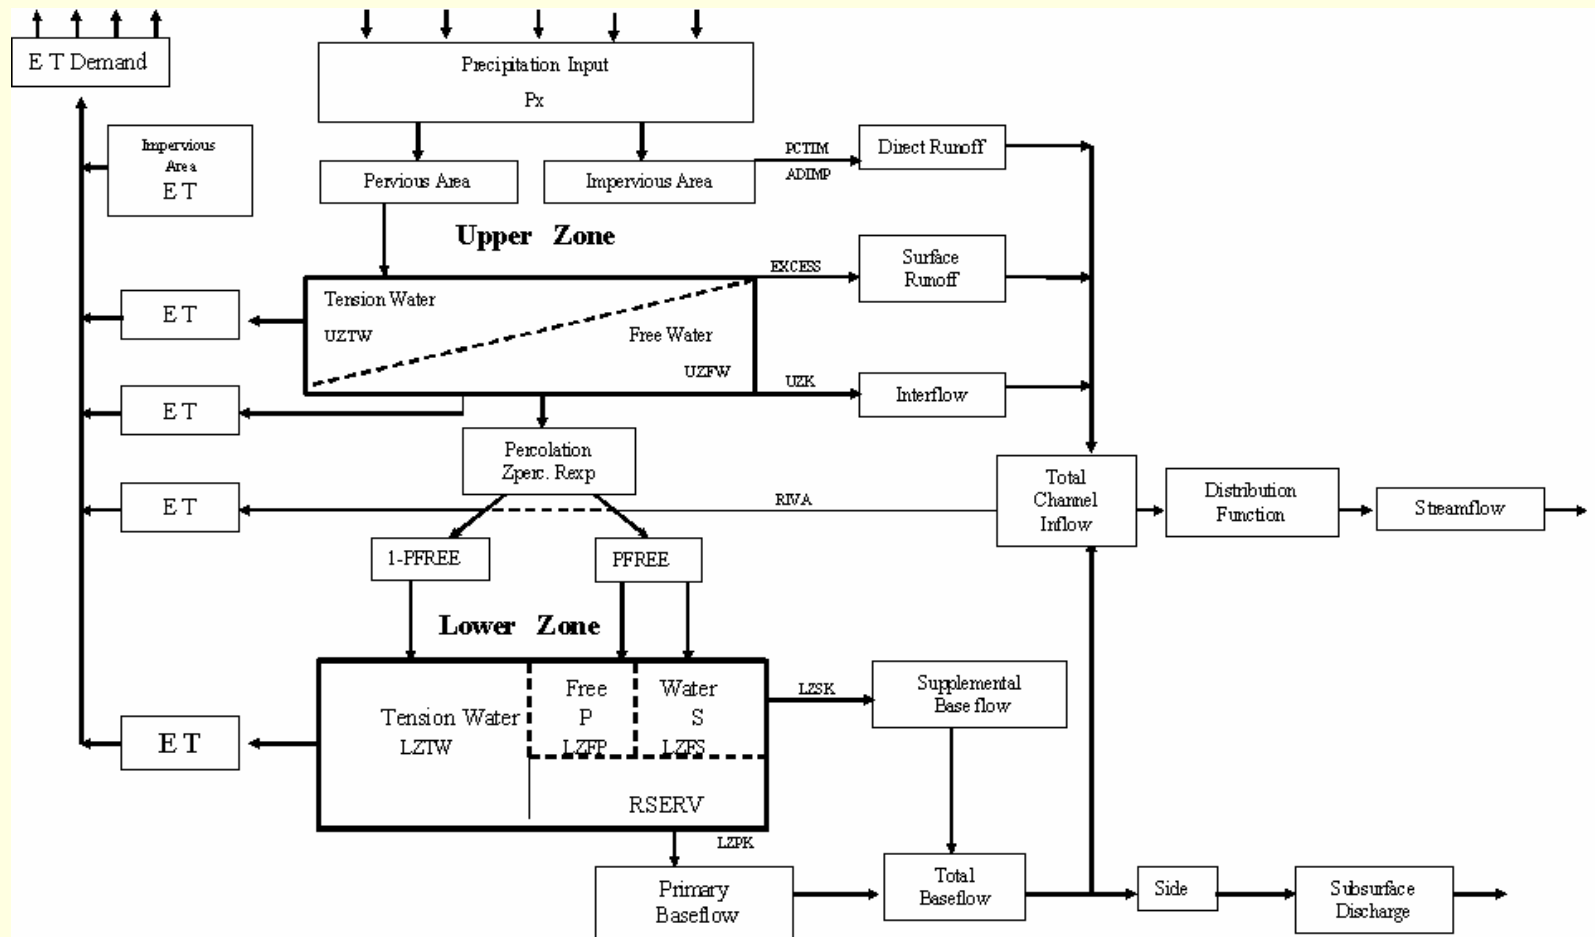 E T Demand
Precipitation Input
Px
Impervious
Area
E T
Pervious Area
Impervious Area
PCTIM
ADIMP
Direct Runoff
Upper Zone
EXCESS
Surface
Runoff
E T
Tension Water
UZTW
Free Water
UZFW
UZK
Interflow
E T
Percolation
Zperc. Rexp
E T
RIVA
Total
Channel
Inflow
Distribution
Function
Streamflow
1-PFREE
PFREE
Lower Zone
E T
Tension Water
LZTW
Free
P
LZFP
Water
S
LZFS
RSERV
LZSK
Supplemental
Base flow
LZPK
Primary
Baseflow
Total
Baseflow
Side
Subsurface
Discharge